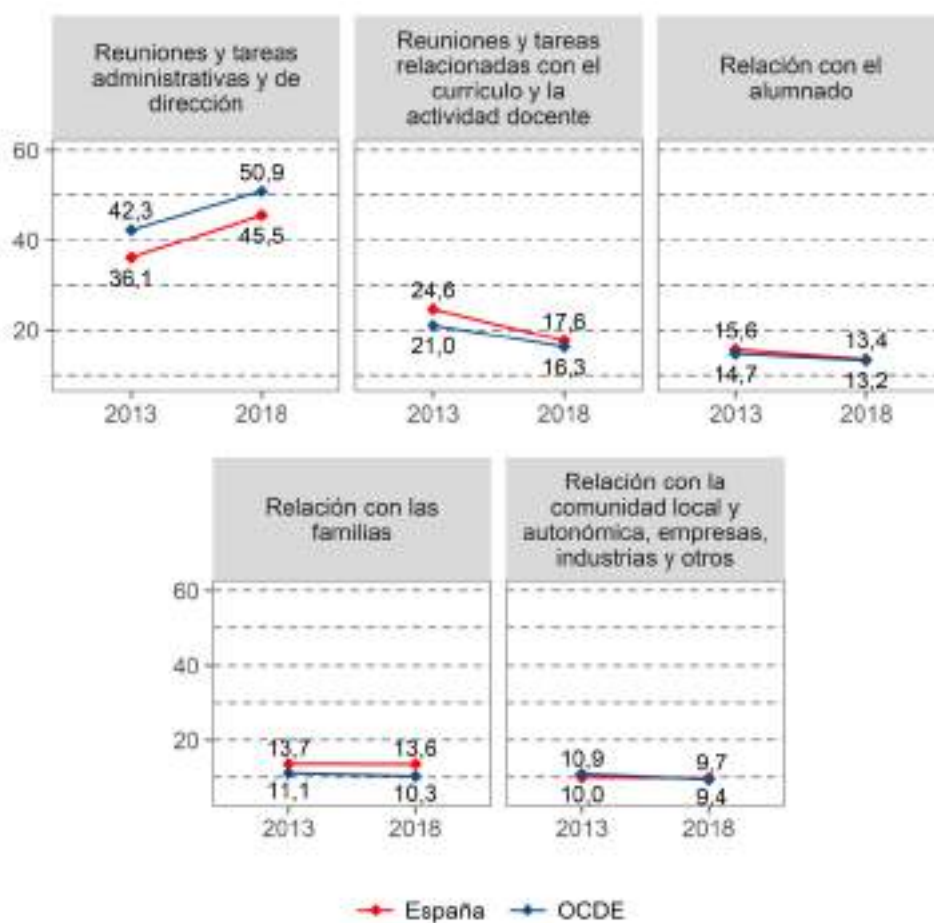 Reuniones y tareas
administrativas y de
dirección
Reuniones y tareas
relacionadas con el
currículo y la
actividad docente
Relación con el
alumnado
60
40
20
42,3
50,9
36,1
45,5
24,6
17,6
21,0
16,3
15,6
13,4
14,7
13,2
2013
2018
2013
2018
2013
2018
Relación con las
familias
Relación con la
comunidad local y
autonómica, empresas,
industrias y otros
60
40
20
13,7
13,6
11,1
10,3
10,9
9,7
10,0
9,4
2013
2018
2013
2018
España
OCDE